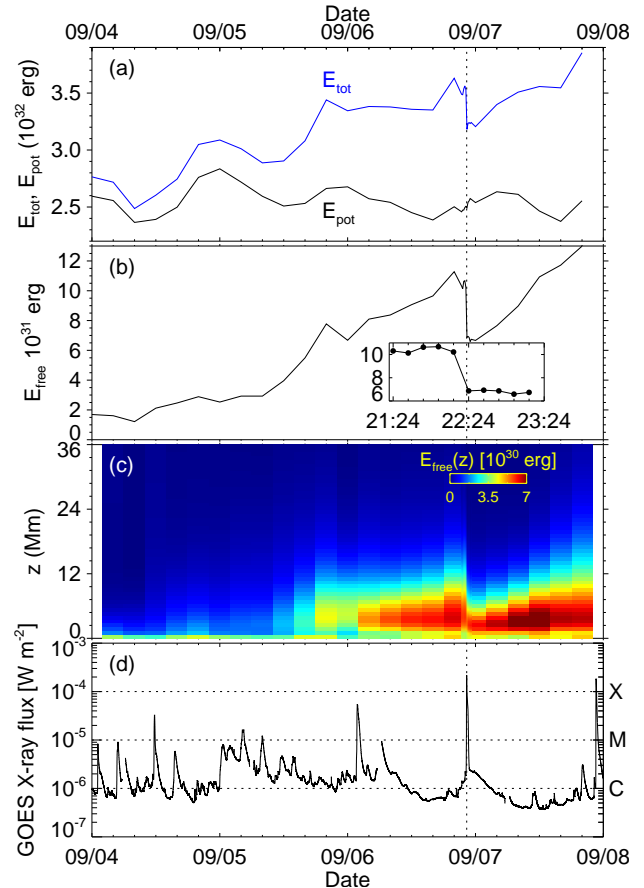 Date
09/04 09/05 09/06 09/07 09/08
(a)
E_tot
E_pot
E_tot, E_pot (10^32 erg)
3.5
3.0
2.5
(b)
E_free 10^31 erg
12
10
8
6
4
2
0
10
8
6
21:24 22:24 23:24
(c)
E_free(z) [10^30 erg]
0 3.5 7
z (Mm)
36
24
12
0
(d)
GOES X-ray flux [W m^-2]
10^-3
10^-4
10^-5
10^-6
10^-7
X
M
C
09/04 09/05 09/06 09/07 09/08
Date